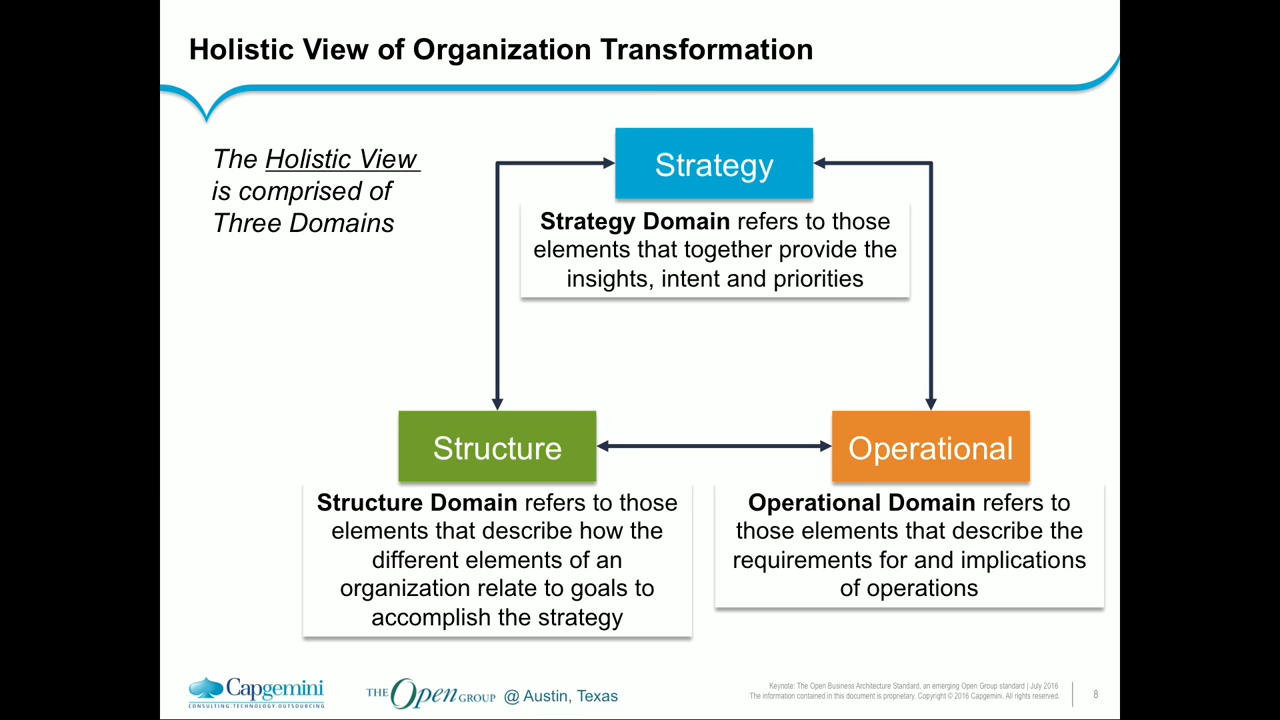 Holistic View of Organization Transformation
The Holistic View
is comprised of
Three Domains
Strategy
Strategy Domain refers to those
elements that together provide the
insights, intent and priorities
Structure
Operational
Structure Domain refers to those
elements that describe how the
different elements of an
organization relate to goals to
accomplish the strategy
Operational Domain refers to
those elements that describe the
requirements for and implications
of operations
Capgemini
CONSULTING.TECHNOLOGY.OUTSOURCING
THE Open GROUP @ Austin, Texas
Keynote: The Open Business Architecture Standard, an emerging Open Group standard | July 2016
The information contained in this document is proprietary. Copyright © 2016 Capgemini. All rights reserved.
8